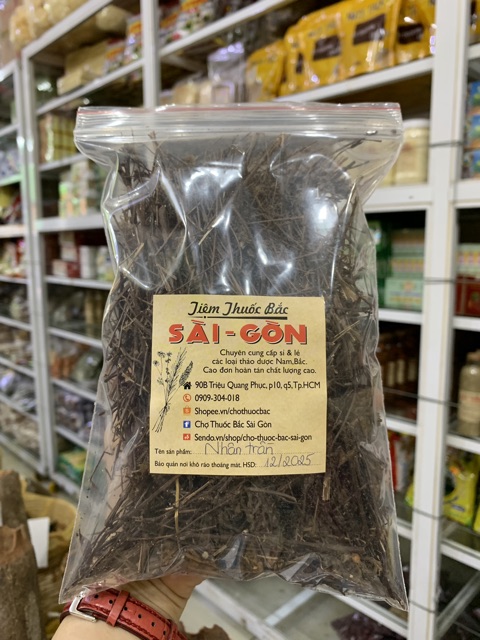 Tiệm Thuốc Bắc
SÀI-GÒN
Chuyên cung cấp sỉ & lẻ
các loại thảo dược Nam,Bắc.
Cao đơn hoàn tán chất lượng cao.
90B Triệu Quang Phục, p10, q5, Tp.HCM
0909-304-018
Shopee.vn/chothuocbac
Chợ Thuốc Bắc Sài Gòn
Sendo.vn/shop/cho-thuoc-bac-sai-gon
Tên sản phẩm: Nhân trần
Bảo quản nơi khô ráo thoáng mát. HSD: 12/2025